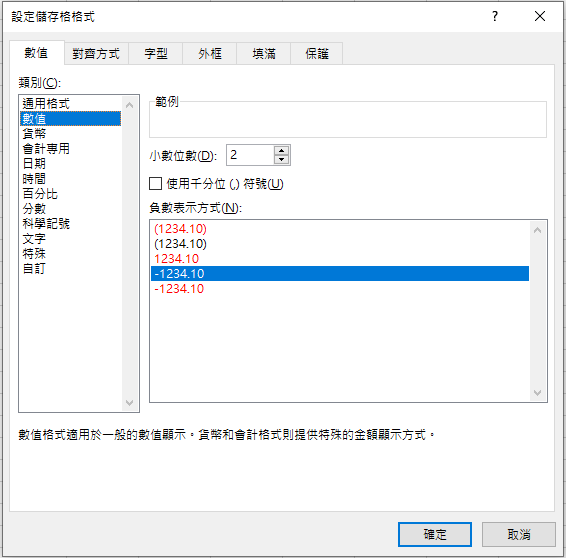 設定儲存格格式
?
數值 對齊方式 字型 外框 填滿 保護
類別(C):
通用格式
數值
貨幣
會計專用
日期
時間
百分比
分數
科學記號
文字
特殊
自訂
範例
小數位數(D): 2
使用千分位 (,) 符號(U)
負數表示方式(N):
(1234.10)
(1234.10)
1234.10
-1234.10
-1234.10
數值格式適用於一般的數值顯示。貨幣和會計格式則提供特殊的金額顯示方式。
確定 取消